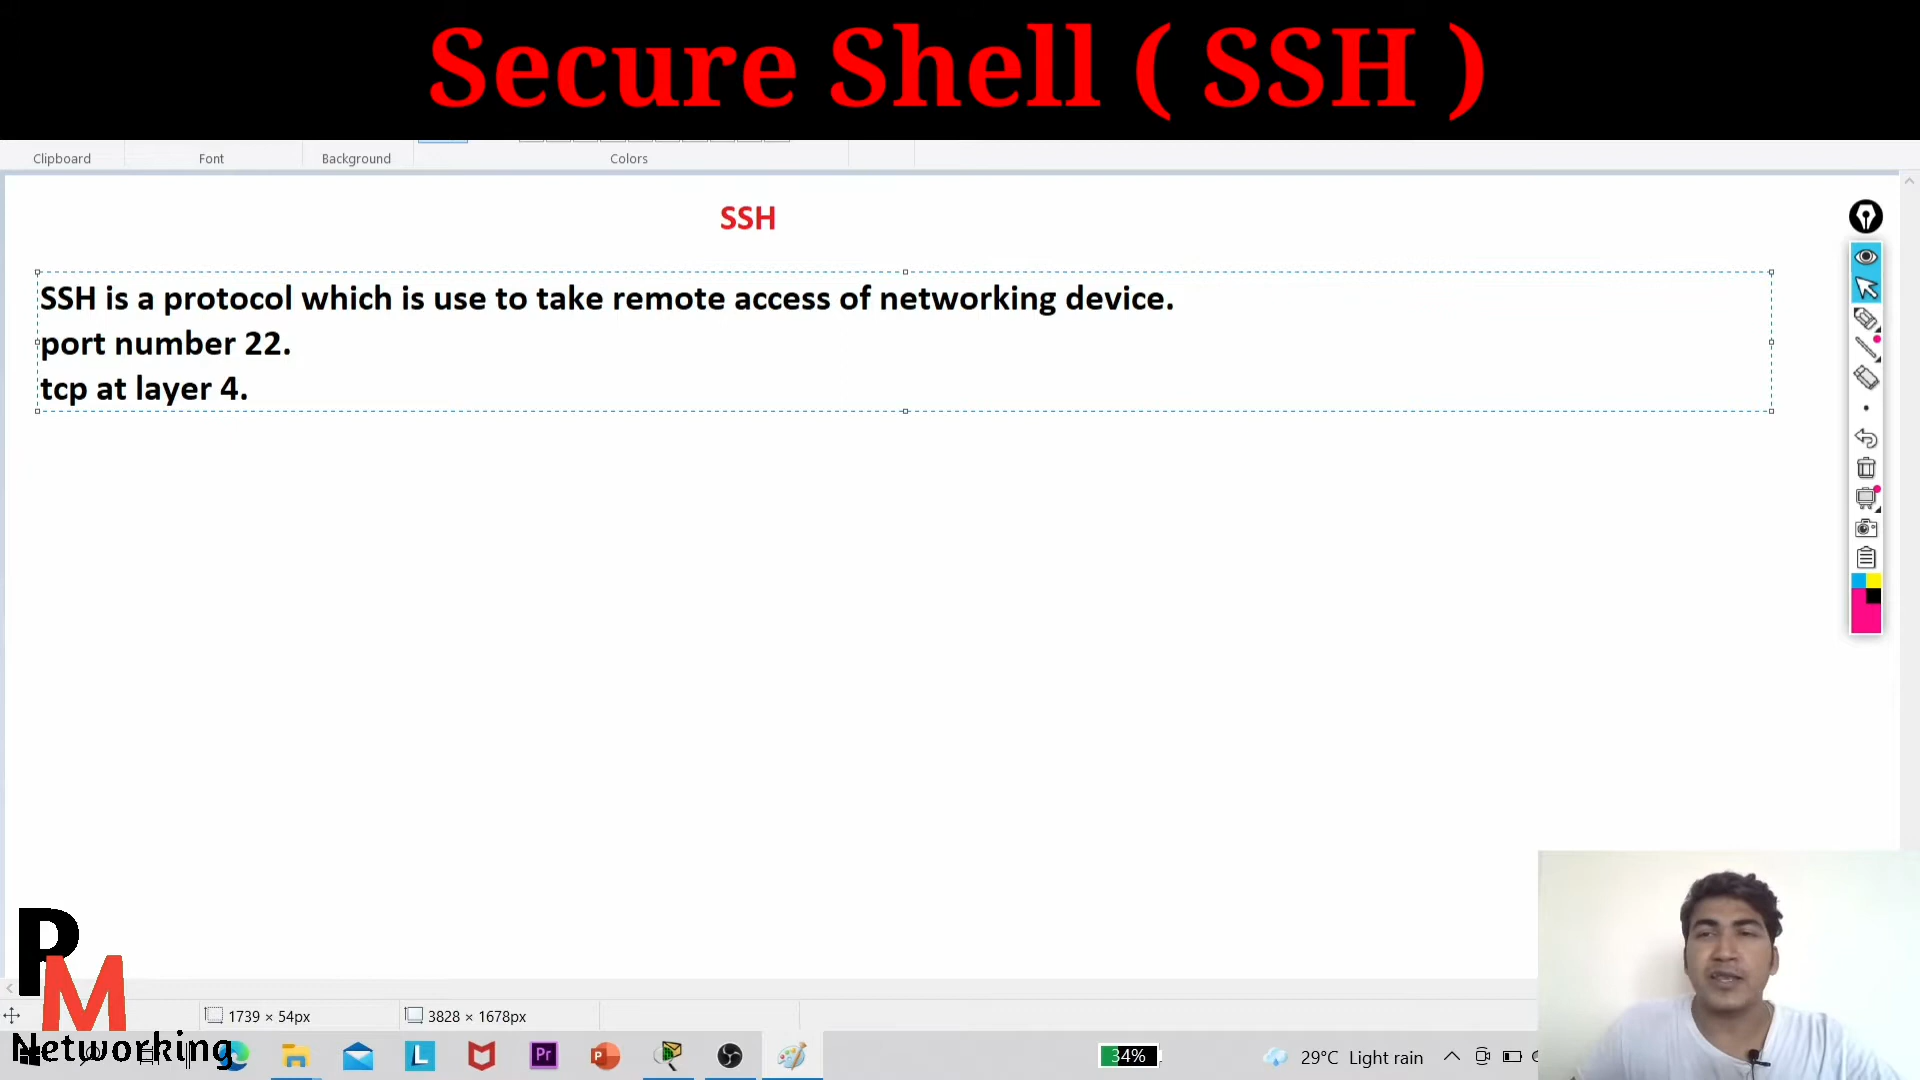 Secure Shell ( SSH )
Clipboard Font Background Colors
SSH
SSH is a protocol which is use to take remote access of networking device.
port number 22.
tcp at layer 4.
PM
Networking
1739 × 54px 3828 × 1678px
L Pr P 34% 29°C Light rain